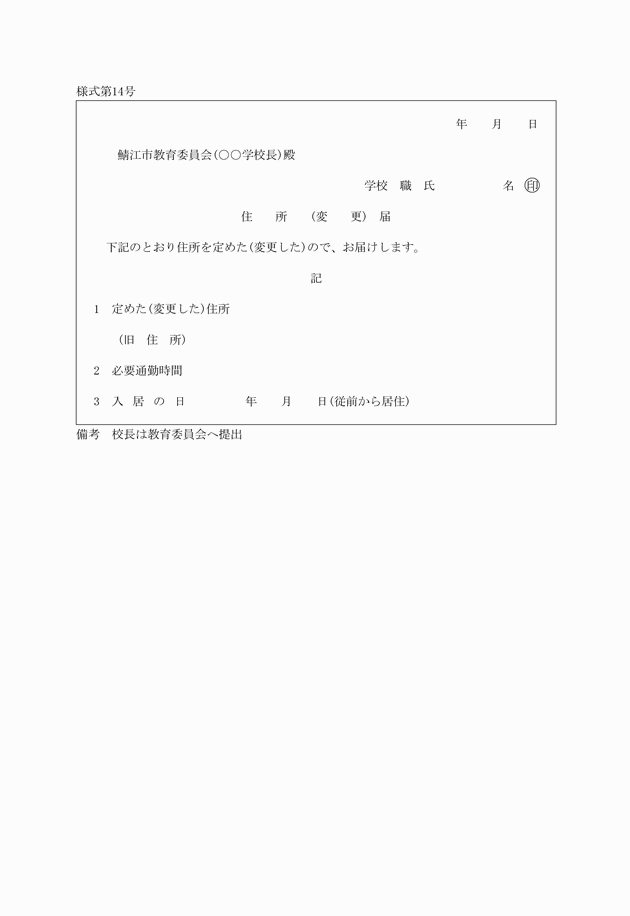 様式第14号
年　　月　　日
鯖江市教育委員会(〇〇学校長)殿
学校　職　氏　　　　　　名　㊞
住　　所　　(変　　更)　届
下記のとおり住所を定めた(変更した)ので、お届けします。
記
1　定めた(変更した)住所
(旧　住　所)
2　必要通勤時間
3　入　居　の　日　　　　　年　　月　　日(従前から居住)
備考　校長は教育委員会へ提出